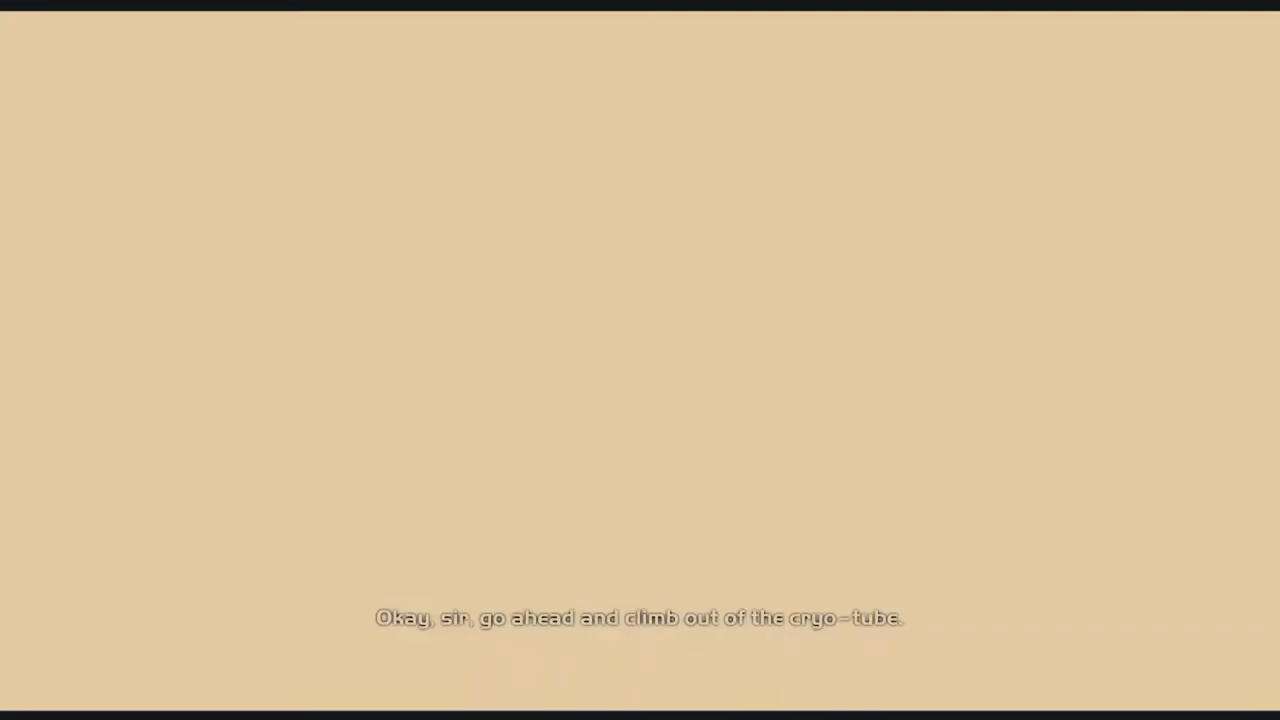 Okay, sir, go ahead and climb out of the cryo-tube.